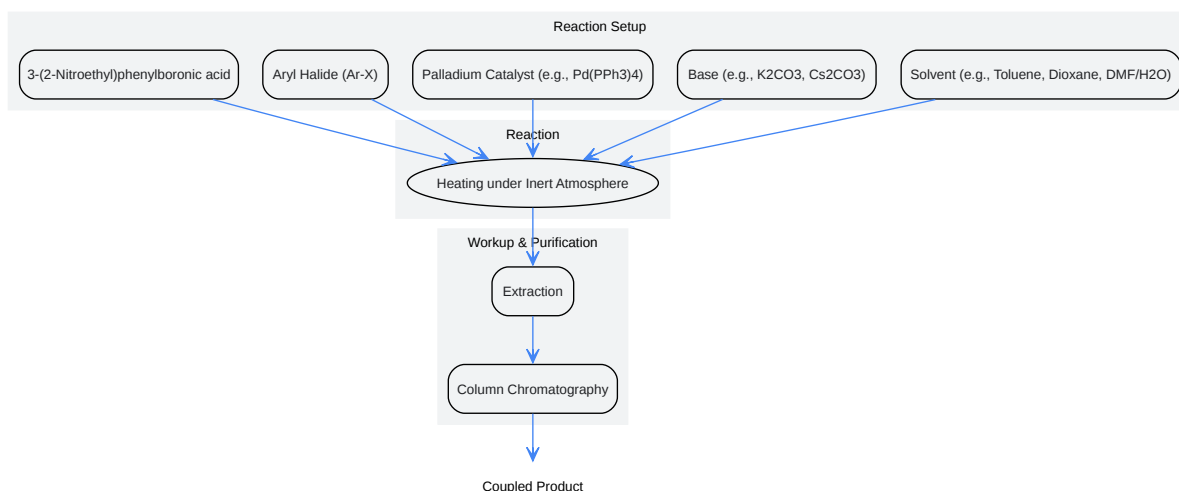 Reaction Setup
3-(2-Nitroethyl)phenylboronic acid
Aryl Halide (Ar-X)
Palladium Catalyst (e.g., Pd(PPh3)4)
Base (e.g., K2CO3, Cs2CO3)
Solvent (e.g., Toluene, Dioxane, DMF/H2O)
Reaction
Heating under Inert Atmosphere
Workup & Purification
Extraction
Column Chromatography
Coupled Product